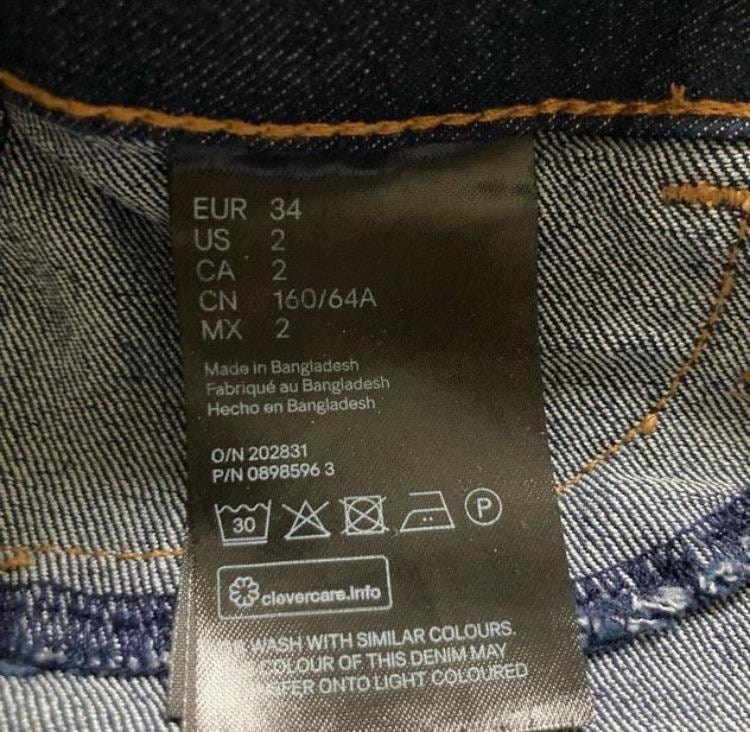 EUR 34
US 2
CA 2
CN 160/64A
MX 2
Made in Bangladesh
Fabriqué au Bangladesh
Hecho en Bangladesh
O/N 202831
P/N 0898596 3
30 P
clevercare.info
WASH WITH SIMILAR COLOURS.
COLOUR OF THIS DENIM MAY
ONTO LIGHT COLOURED